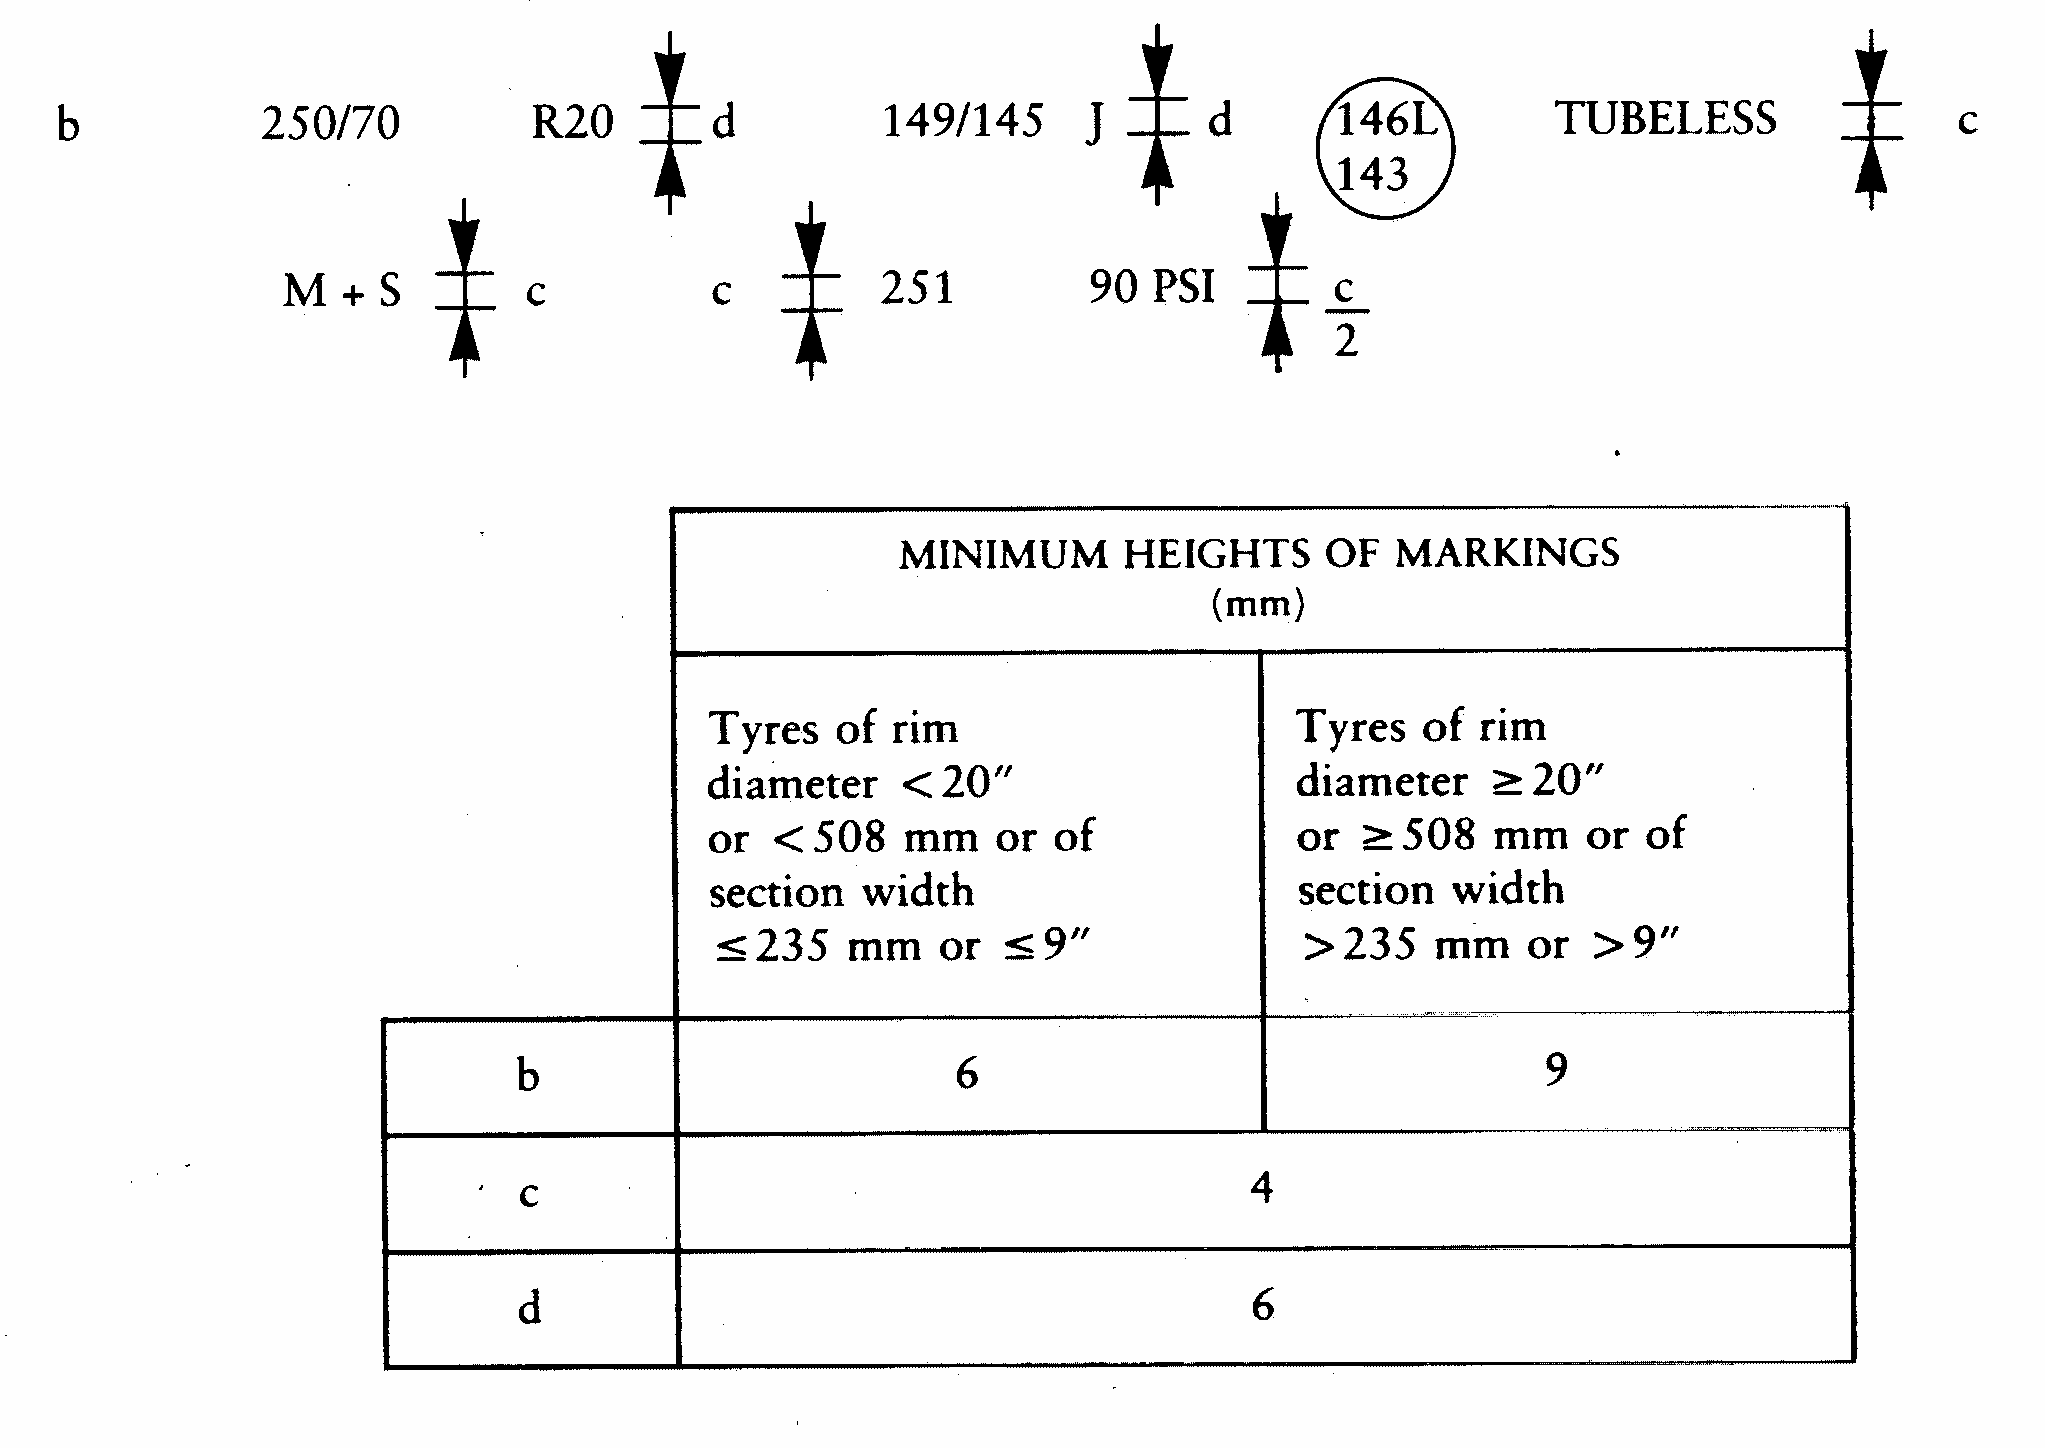 b 250/70 R20 d 149/145 J d 146L TUBELESS c
143
M + S c c 251 90 PSI c
2
MINIMUM HEIGHTS OF MARKINGS
(mm)
Tyres of rim
diameter <20″
or <508 mm or of
section width
≤235 mm or ≤9″
Tyres of rim
diameter ≥20″
or ≥508 mm or of
section width
>235 mm or >9″
b 6 9
c 4
d 6